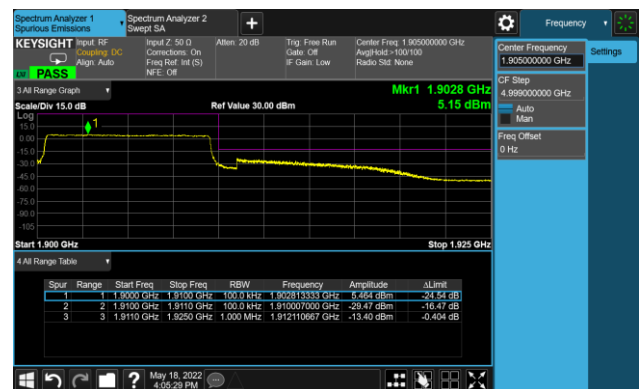 Spectrum Analyzer 1
Spurious Emissions
Spectrum Analyzer 2
Swept SA
Frequency
KEYSIGHT
Input: RF
Coupling: DC
Align: Auto
Input Z: 50 Ω
Corrections: On
Freq Ref: Int (S)
NFE: Off
Atten: 20 dB
Trig: Free Run
Gate: Off
IF Gain: Low
Center Freq: 1.905000000 GHz
Avg|Hold:>100/100
Radio Std: None
PASS
Center Frequency
1.905000000 GHz
Settings
CF Step
4.999000000 GHz
Auto
Man
Freq Offset
0 Hz
3 All Range Graph
Mkr1 1.9028 GHz
Scale/Div 15.0 dB
Ref Value 30.00 dBm
5.15 dBm
Log
15.0
0.00
-15.0
-30.0
-45.0
-60.0
-75.0
-90.0
-105
1
Start 1.900 GHz
Stop 1.925 GHz
4 All Range Table
Spur Range Start Freq Stop Freq RBW Frequency Amplitude ΔLimit
1 1 1.9000 GHz 1.9100 GHz 100.0 kHz 1.902813333 GHz 5.464 dBm -24.54 dB
2 2 1.9100 GHz 1.9110 GHz 100.0 kHz 1.910007000 GHz -29.47 dBm -16.47 dB
3 3 1.9110 GHz 1.9250 GHz 1.000 MHz 1.912110667 GHz -13.40 dBm -0.404 dB
May 18, 2022
4:05:29 PM